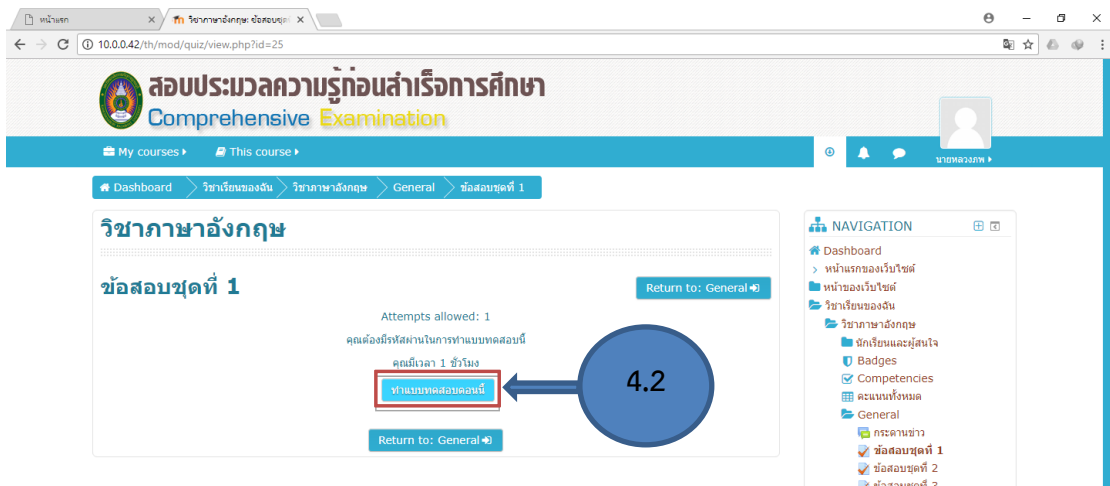 หน้าแรก
วิชาภาษาอังกฤษ: ข้อสอบชุด
10.0.0.42/th/mod/quiz/view.php?id=25
สอบประมวลความรู้ก่อนสำเร็จการศึกษา
Comprehensive Examination
My courses
This course
นายหลวงภพ
Dashboard
วิชาเรียนของฉัน
วิชาภาษาอังกฤษ
General
ข้อสอบชุดที่ 1
วิชาภาษาอังกฤษ
ข้อสอบชุดที่ 1
Return to: General
Attempts allowed: 1
คุณต้องมีรหัสผ่านในการทำแบบทดสอบนี้
คุณมีเวลา 1 ชั่วโมง
ทำแบบทดสอบตอนนี้
4.2
Return to: General
NAVIGATION
Dashboard
หน้าแรกของเว็บไซต์
หน้าของเว็บไซต์
วิชาเรียนของฉัน
วิชาภาษาอังกฤษ
นักเรียนและผู้สนใจ
Badges
Competencies
คะแนนทั้งหมด
General
กระดานข่าว
ข้อสอบชุดที่ 1
ข้อสอบชุดที่ 2
ข้อสอบชุดที่ 3